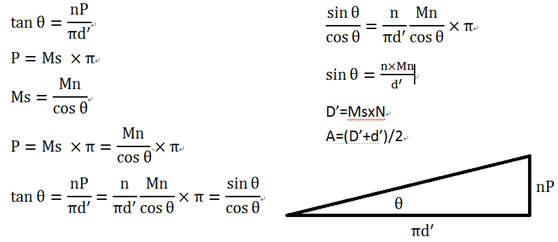 tan θ = nP / πd′
P = Ms × π
Ms = Mn / cos θ
P = Ms × π = Mn / cos θ × π
tan θ = nP / πd′ = n / πd′ Mn / cos θ × π = sin θ / cos θ
sin θ / cos θ = n / πd′ Mn / cos θ × π
sin θ = n×Mn / d′
D′=MsxN
A=(D′+d′)/2
θ
nP
πd′